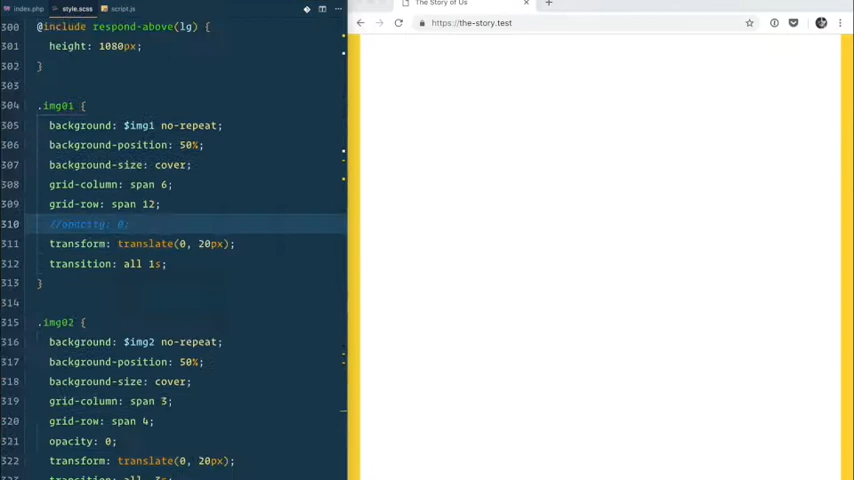 index.php style.scss script.js ···
The Story of Us × +
https://the-story.test
300 @include respond-above(lg) {
301 height: 1080px;
302 }
303
304 .img01 {
305 background: $img1 no-repeat;
306 background-position: 50%;
307 background-size: cover;
308 grid-column: span 6;
309 grid-row: span 12;
310 //opacity: 0;
311 transform: translate(0, 20px);
312 transition: all 1s;
313 }
314
315 .img02 {
316 background: $img2 no-repeat;
317 background-position: 50%;
318 background-size: cover;
319 grid-column: span 3;
320 grid-row: span 4;
321 opacity: 0;
322 transform: translate(0, 20px);